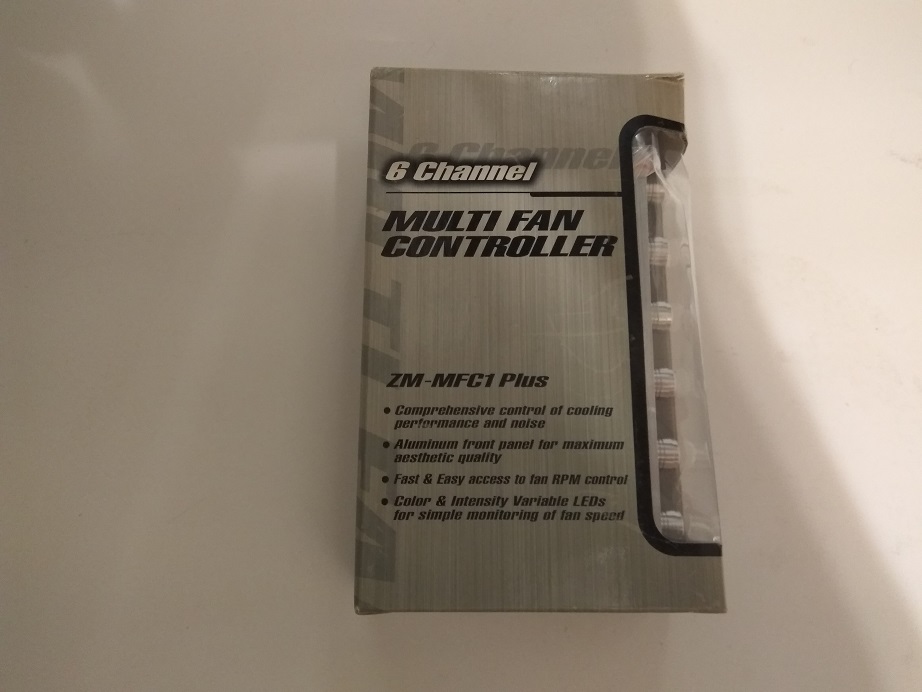 6 Channel
6 Channel
MULTI FAN
CONTROLLER
ZM-MFC1 Plus
• Comprehensive control of cooling
performance and noise
• Aluminum front panel for maximum
aesthetic quality
• Fast & Easy access to fan RPM control
• Color & Intensity Variable LEDs
for simple monitoring of fan speed